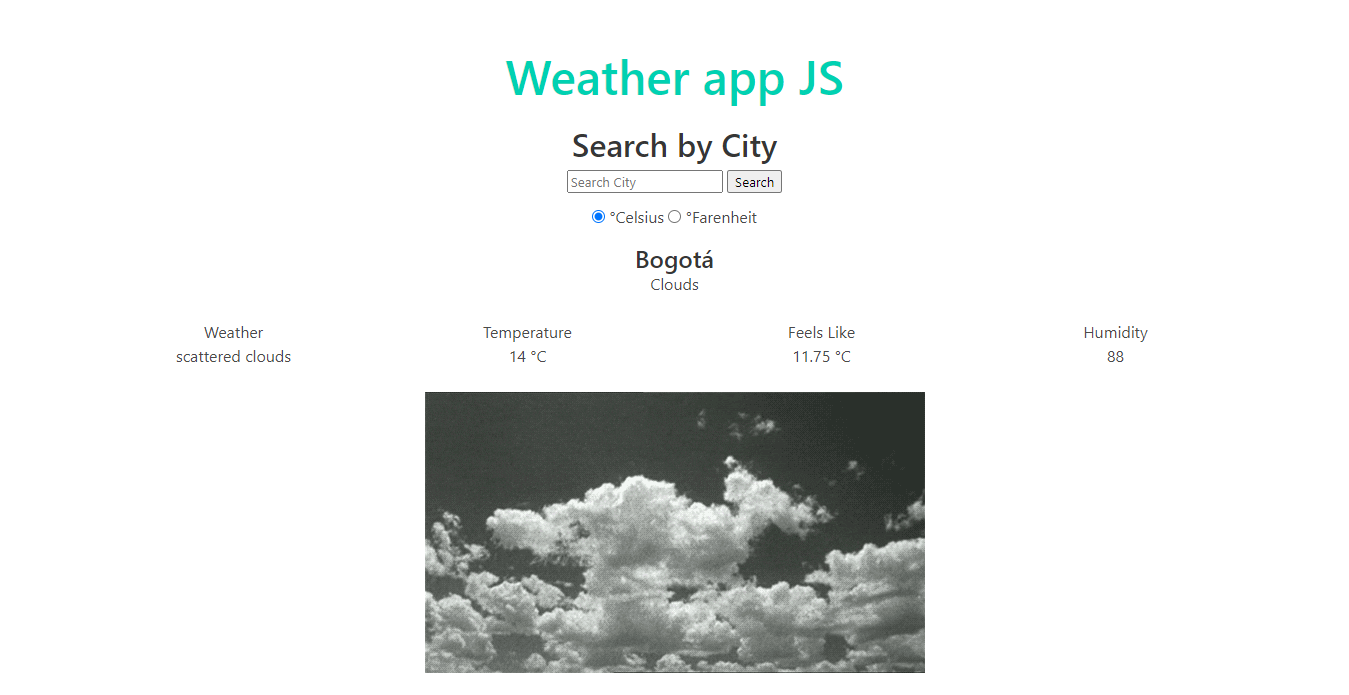 Weather app JS
Search by City
Search City Search
°Celsius °Farenheit
Bogotá
Clouds
Weather Temperature Feels Like Humidity
scattered clouds 14 °C 11.75 °C 88